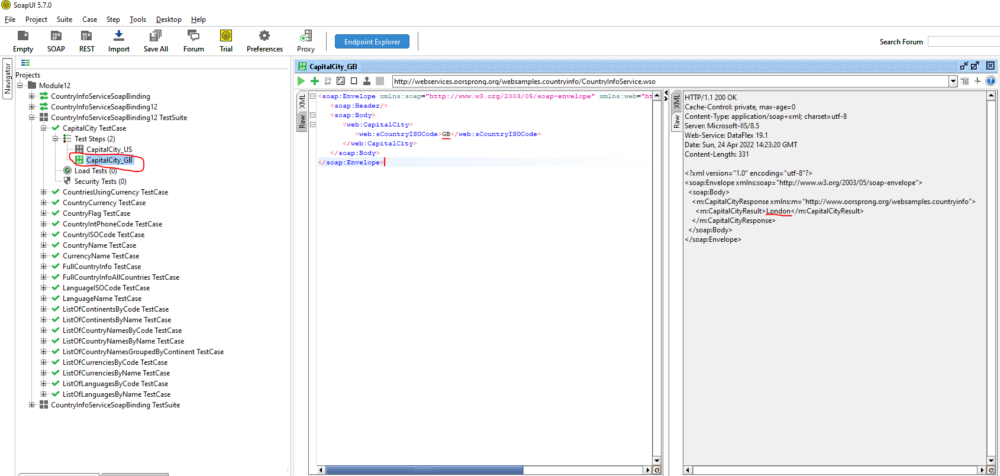 SoapUI 5.7.0
File Project Suite Case Step Tools Desktop Help
Empty SOAP REST Import Save All Forum Trial Preferences Proxy Endpoint Explorer Search Forum
Navigator
Projects
Module12
CountryInfoServiceSoapBinding
CountryInfoServiceSoapBinding12
CountryInfoServiceSoapBinding12 TestSuite
CapitalCity TestCase
Test Steps (2)
CapitalCity_US
CapitalCity_GB
Load Tests (0)
Security Tests (0)
CountriesUsingCurrency TestCase
CountryCurrency TestCase
CountryFlag TestCase
CountryIntPhoneCode TestCase
CountryISOCode TestCase
CountryName TestCase
CurrencyName TestCase
FullCountryInfo TestCase
FullCountryInfoAllCountries TestCase
LanguageISOCode TestCase
LanguageName TestCase
ListOfContinentsByCode TestCase
ListOfContinentsByName TestCase
ListOfCountryNamesByCode TestCase
ListOfCountryNamesByName TestCase
ListOfCountryNamesGroupedByContinent TestCase
ListOfCurrenciesByCode TestCase
ListOfCurrenciesByName TestCase
ListOfLanguagesByCode TestCase
ListOfLanguagesByName TestCase
CountryInfoServiceSoapBinding TestSuite
CapitalCity_GB
http://webservices.oorsprong.org/websamples.countryinfo/CountryInfoService.wso
XML
Raw
<soap:Envelope xmlns:soap="http://www.w3.org/2003/05/soap-envelope" xmlns:web="ht
<soap:Header/>
<soap:Body>
<web:CapitalCity>
<web:sCountryISOCode>GB</web:sCountryISOCode>
</web:CapitalCity>
</soap:Body>
</soap:Envelope>
XML
Raw
HTTP/1.1 200 OK
Cache-Control: private, max-age=0
Content-Type: application/soap+xml; charset=utf-8
Server: Microsoft-IIS/8.5
Web-Service: DataFlex 19.1
Date: Sun, 24 Apr 2022 14:23:20 GMT
Content-Length: 331
<?xml version="1.0" encoding="utf-8"?>
<soap:Envelope xmlns:soap="http://www.w3.org/2003/05/soap-envelope">
<soap:Body>
<m:CapitalCityResponse xmlns:m="http://www.oorsprong.org/websamples.countryinfo">
<m:CapitalCityResult>London</m:CapitalCityResult>
</m:CapitalCityResponse>
</soap:Body>
</soap:Envelope>